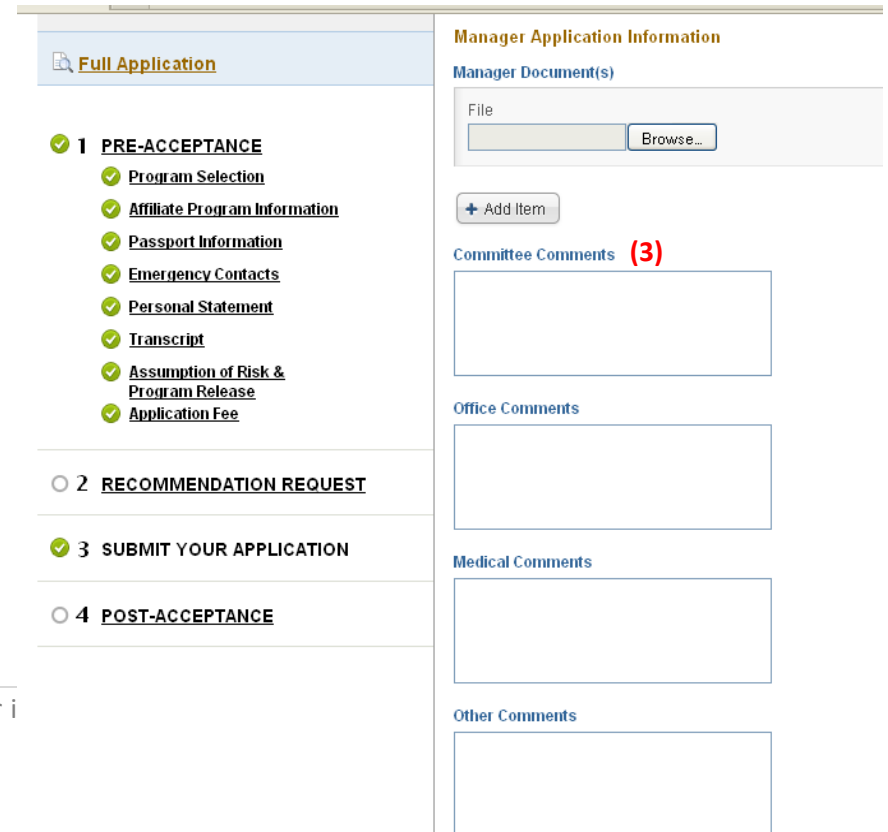 Full Application
1 PRE-ACCEPTANCE
Program Selection
Affiliate Program Information
Passport Information
Emergency Contacts
Personal Statement
Transcript
Assumption of Risk &
Program Release
Application Fee
2 RECOMMENDATION REQUEST
3 SUBMIT YOUR APPLICATION
4 POST-ACCEPTANCE
Manager Application Information
Manager Document(s)
File
Browse...
+ Add Item
Committee Comments (3)
Office Comments
Medical Comments
Other Comments